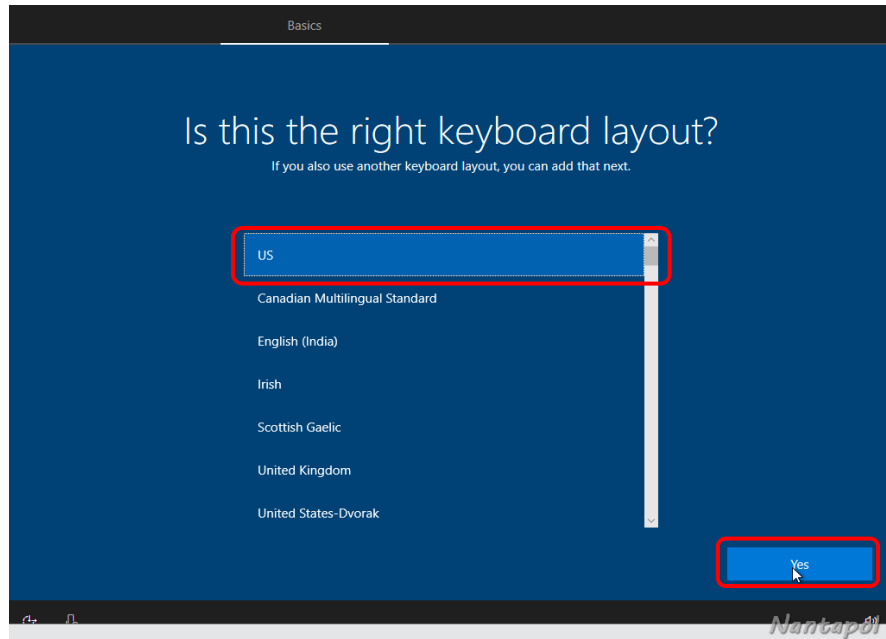 Basics
Is this the right keyboard layout?
If you also use another keyboard layout, you can add that next.
US
Canadian Multilingual Standard
English (India)
Irish
Scottish Gaelic
United Kingdom
United States-Dvorak
Yes
Nantapol